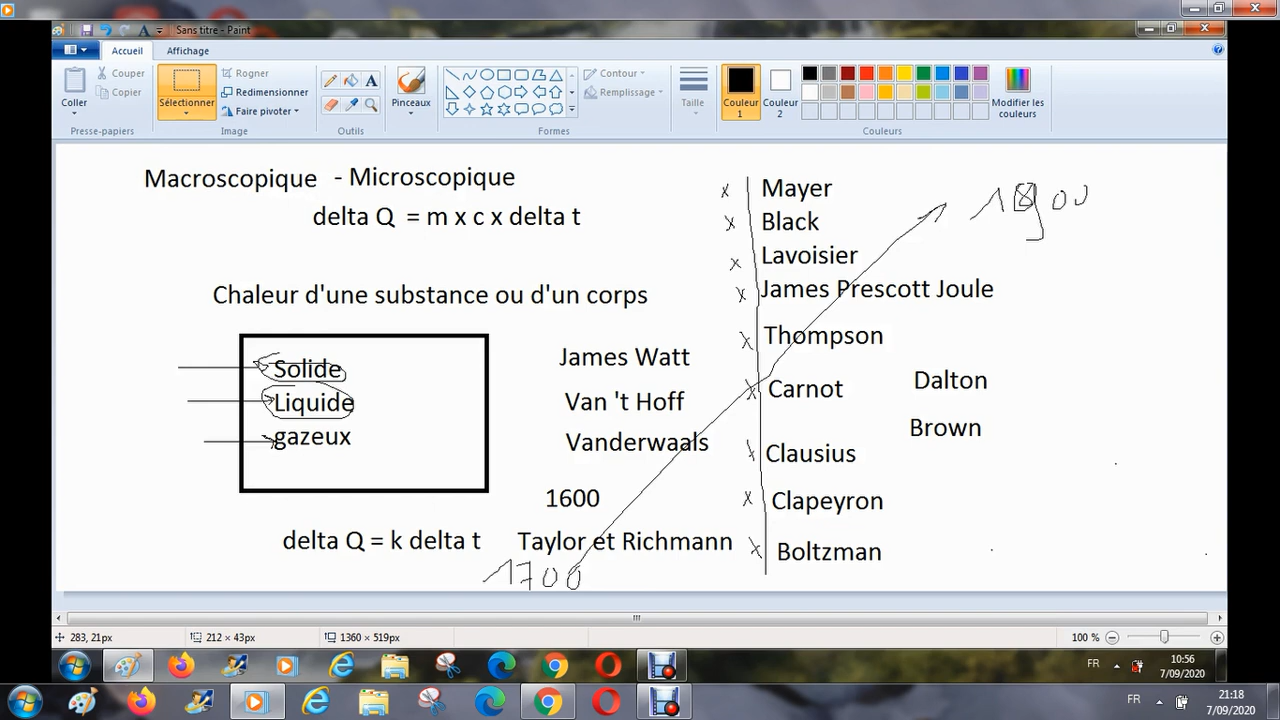 Sans titre - Paint
Accueil
Affichage
Coller
Couper
Copier
Presse-papiers
Sélectionner
Rogner
Redimensionner
Faire pivoter
Image
Outils
Pinceaux
Contour
Remplissage
Formes
Taille
Couleur 1
Couleur 2
Modifier les couleurs
Couleurs
Macroscopique - Microscopique
delta Q = m x c x delta t
Chaleur d'une substance ou d'un corps
Solide
Liquide
gazeux
delta Q = k delta t
James Watt
Van 't Hoff
Vanderwaals
1600
Taylor et Richmann
1700
x Mayer
x Black
x Lavoisier
x James Prescott Joule
x Thompson
x Carnot
x Clausius
x Clapeyron
x Boltzman
Dalton
Brown
283, 21px
212 × 43px
1360 × 519px
100 %
FR
10:56
7/09/2020
FR
21:18
7/09/2020